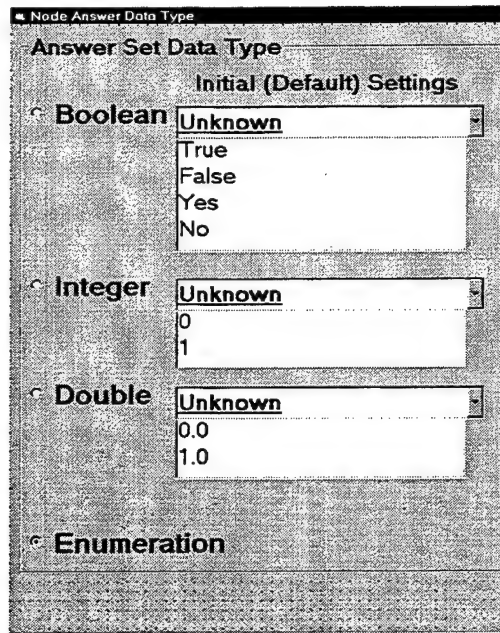 Node Answer Data Type
Answer Set Data Type
Initial (Default) Settings
Boolean
Unknown
True
False
Yes
No
Integer
Unknown
0
1
Double
Unknown
0.0
1.0
Enumeration